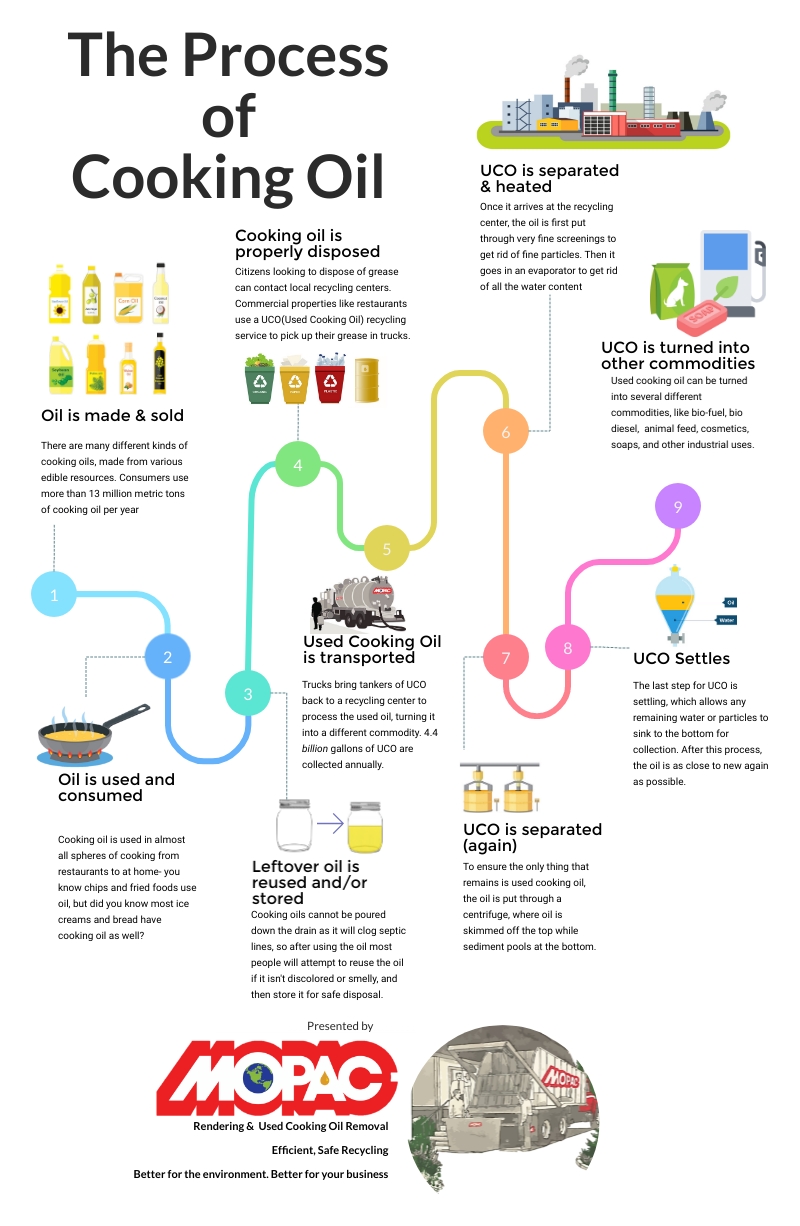 The Process
of
Cooking Oil
Oil is made & sold
There are many different kinds of
cooking oils, made from various
edible resources. Consumers use
more than 13 million metric tons
of cooking oil per year
1
2
Oil is used and
consumed
Cooking oil is used in almost
all spheres of cooking from
restaurants to at home- you
know chips and fried foods use
oil, but did you know most ice
creams and bread have
cooking oil as well?
3
Leftover oil is
reused and/or
stored
Cooking oils cannot be poured
down the drain as it will clog septic
lines, so after using the oil most
people will attempt to reuse the oil
if it isn't discolored or smelly, and
then store it for safe disposal.
Cooking oil is
properly disposed
Citizens looking to dispose of grease
can contact local recycling centers.
Commercial properties like restaurants
use a UCO(Used Cooking Oil) recycling
service to pick up their grease in trucks.
4
5
MOPAC
Used Cooking Oil
is transported
Trucks bring tankers of UCO
back to a recycling center to
process the used oil, turning it
into a different commodity. 4.4
billion gallons of UCO are
collected annually.
UCO is separated
& heated
Once it arrives at the recycling
center, the oil is first put
through very fine screenings to
get rid of fine particles. Then it
goes in an evaporator to get rid
of all the water content
6
7
UCO is separated
(again)
To ensure the only thing that
remains is used cooking oil,
the oil is put through a
centrifuge, where oil is
skimmed off the top while
sediment pools at the bottom.
8
Oil
Water
UCO Settles
The last step for UCO is
settling, which allows any
remaining water or particles to
sink to the bottom for
collection. After this process,
the oil is as close to new again
as possible.
SOAP
UCO is turned into
other commodities
Used cooking oil can be turned
into several different
commodities, like bio-fuel, bio
diesel, animal feed, cosmetics,
soaps, and other industrial uses.
9
Presented by
MOPAC
Rendering & Used Cooking Oil Removal
Efficient, Safe Recycling
Better for the environment. Better for your business
MOPAC